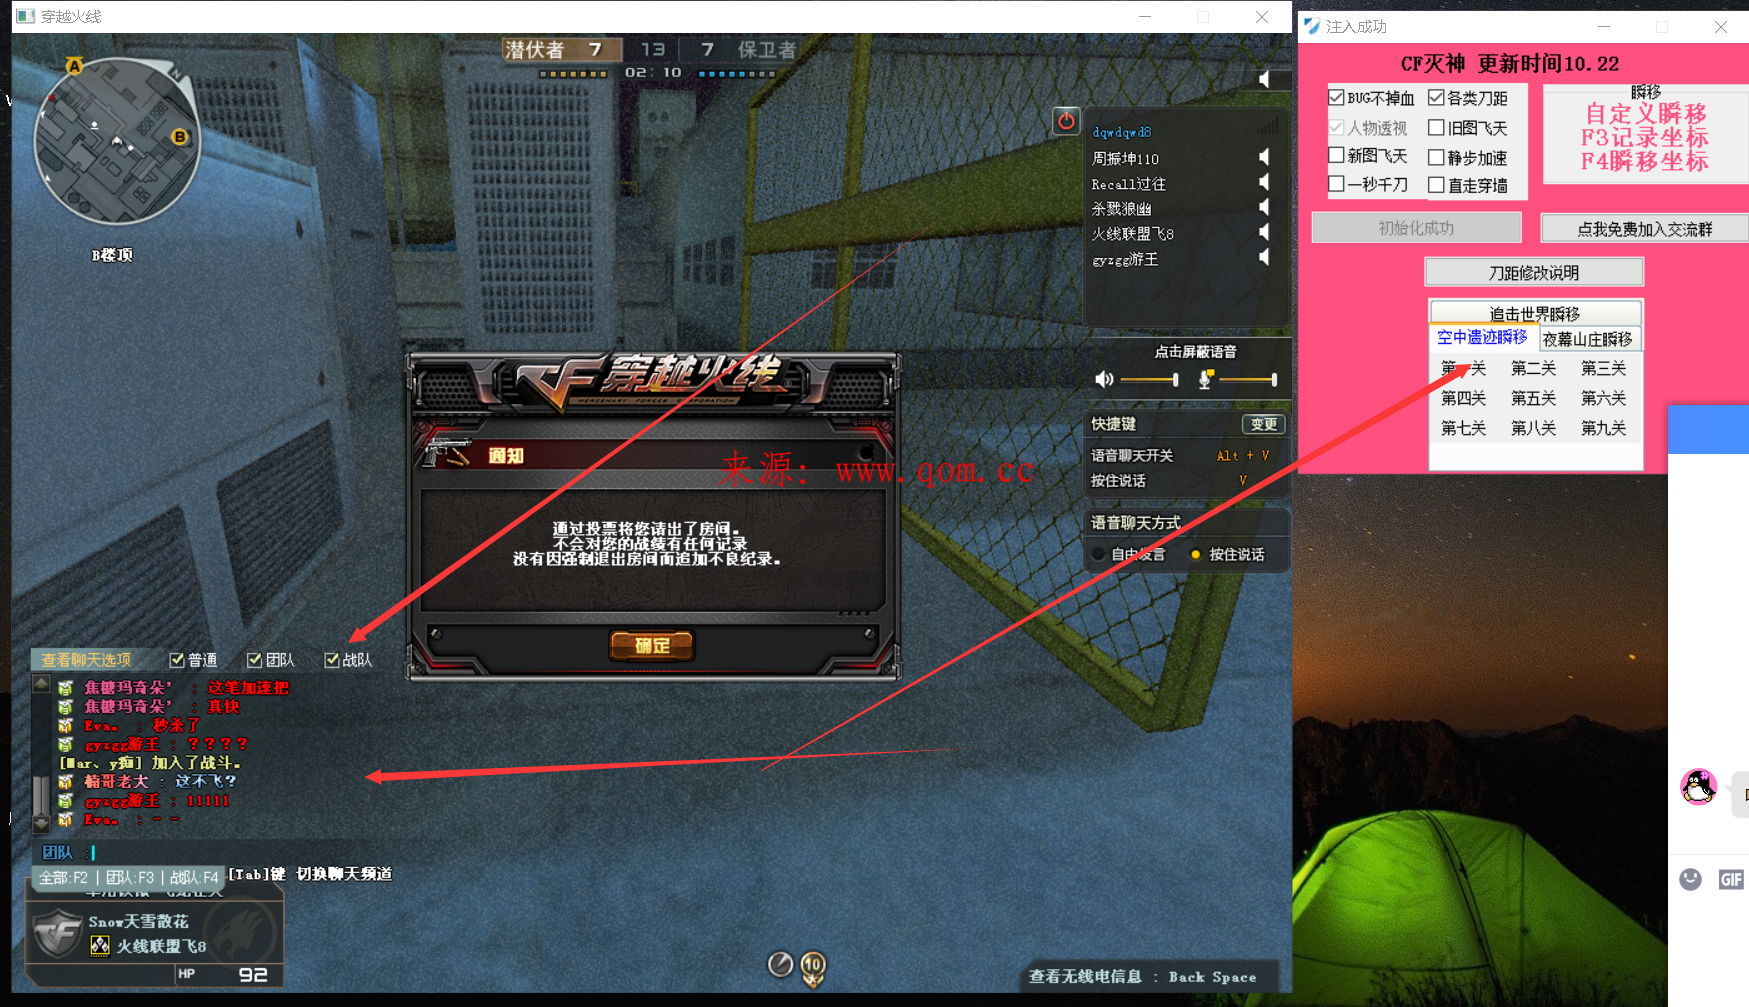 穿越火线
潜伏者 7 13 7 保卫者
02:10
A
N
B
B楼顶
dqwdqwd8
周振坤110
Recall过往
杀戮狼幽
火线联盟飞8
gyzgg游王
点击屏蔽语音
快捷键 变更
语音聊天开关 Alt + V
按住说话 V
语音聊天方式
自由发言 按住说话
CF穿越火线
MERCENARY FORCES CORPORATION
通知
来源: www.qom.cc
通过投票将您请出了房间。
不会对您的战绩有任何记录
没有因强制退出房间而追加不良纪录。
确定
查看聊天选项 普通 团队 战队
焦糖玛奇朵' : 这笔加速把
焦糖玛奇朵' : 真快
Eva。 : 秒杀了
gyzgg游王 : ????
加入了战斗。
楠哥老大 : 这不飞?
gyzgg游王 : 11111
Eva。 : - -
团队 :
全部:F2 | 团队:F3 | 战队:F4 [Tab]键 切换聊天频道
Snow天雪散花
火线联盟飞8
HP 92
10
查看无线电信息 : Back Space
注入成功
CF灭神 更新时间10.22
BUG不掉血 各类刀距
人物透视 旧图飞天
新图飞天 静步加速
一秒千刀 直走穿墙
瞬移
自定义瞬移
F3记录坐标
F4瞬移坐标
初始化成功 点我免费加入交流群
刀距修改说明
追击世界瞬移
空中遗迹瞬移 夜幕山庄瞬移
第一关 第二关 第三关
第四关 第五关 第六关
第七关 第八关 第九关
GIF